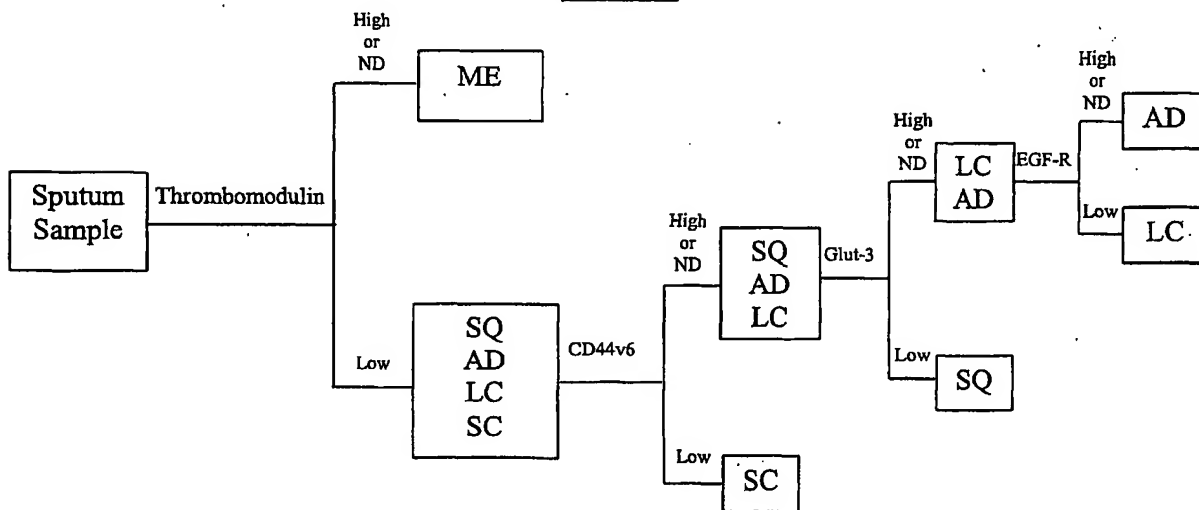 High
or
ND
ME
Sputum
Sample
Thrombomodulin
Low
SQ
AD
LC
SC
CD44v6
High
or
ND
SQ
AD
LC
Glut-3
Low
SC
High
or
ND
LC
AD
EGF-R
Low
SQ
High
or
ND
AD
Low
LC